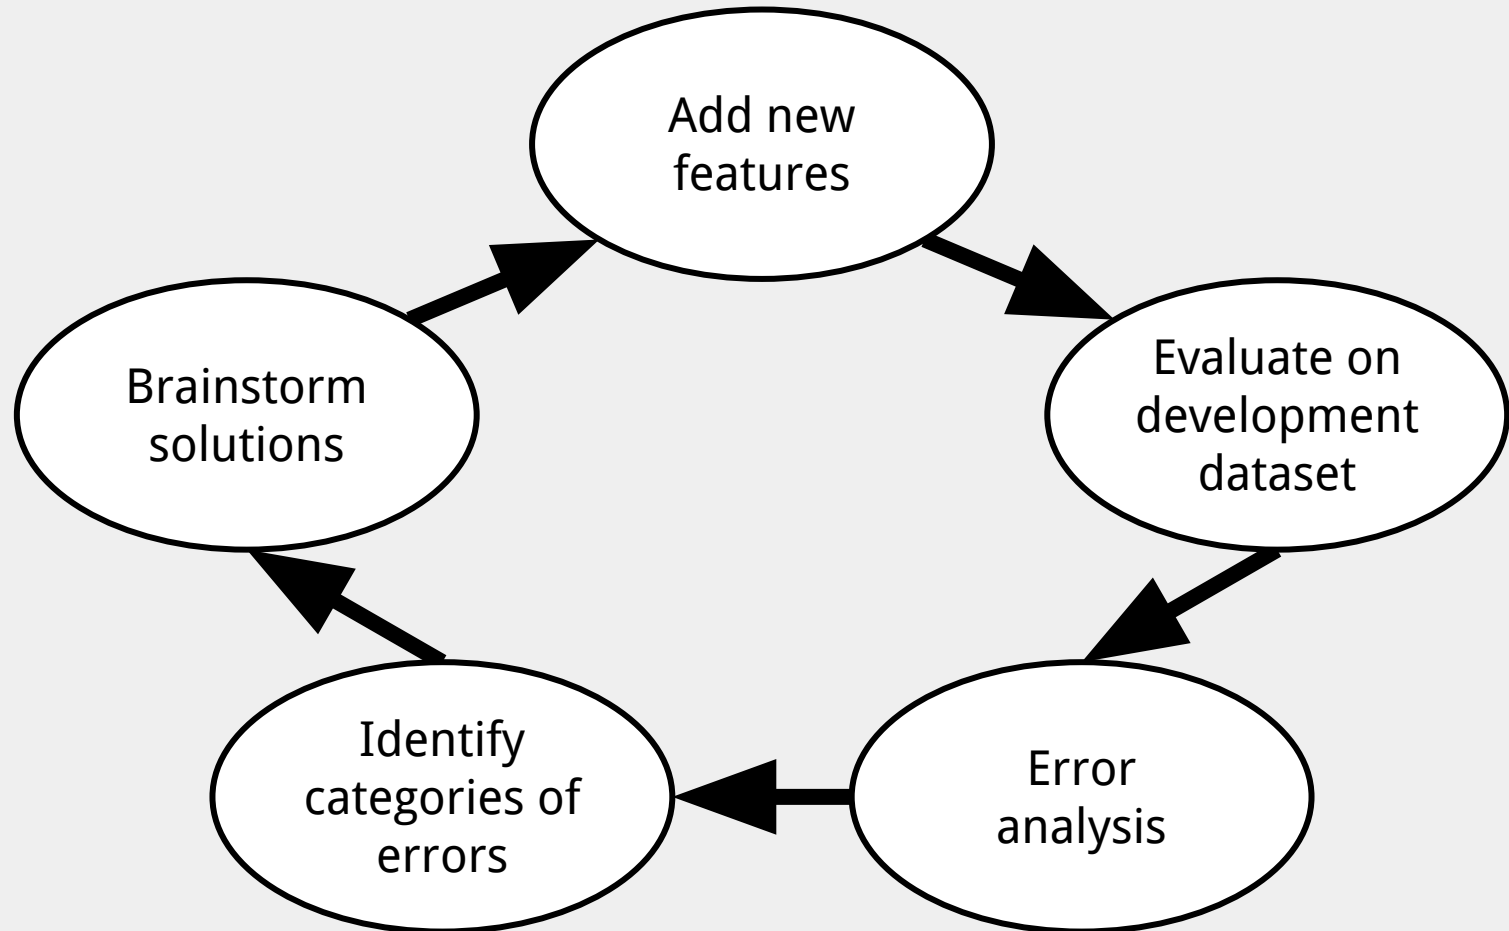 Add new
features
Evaluate on
development
dataset
Error
analysis
Identify
categories of
errors
Brainstorm
solutions